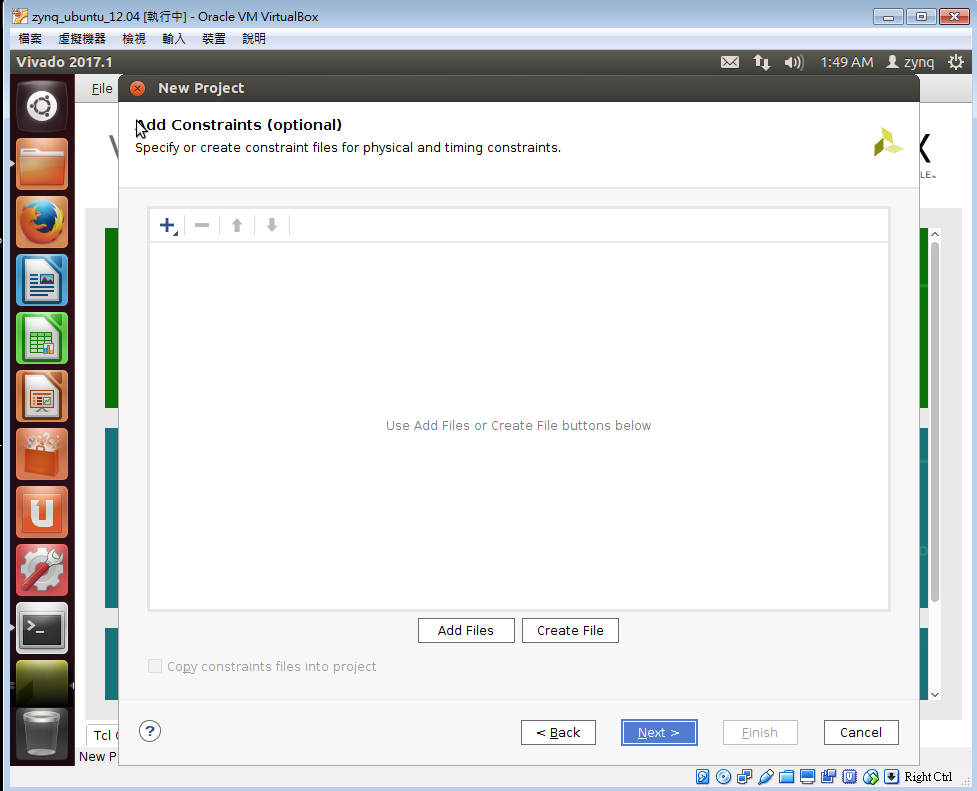 zynq_ubuntu_12.04 [執行中] - Oracle VM VirtualBox
檔案 虛擬機器 檢視 輸入 裝置 說明
Vivado 2017.1 1:49 AM zynq
File New Project
Add Constraints (optional)
Specify or create constraint files for physical and timing constraints.
LE™
Use Add Files or Create File buttons below
Add Files Create File
Copy constraints files into project
Tcl C
? < Back Next > Finish Cancel
New P
Right Ctrl